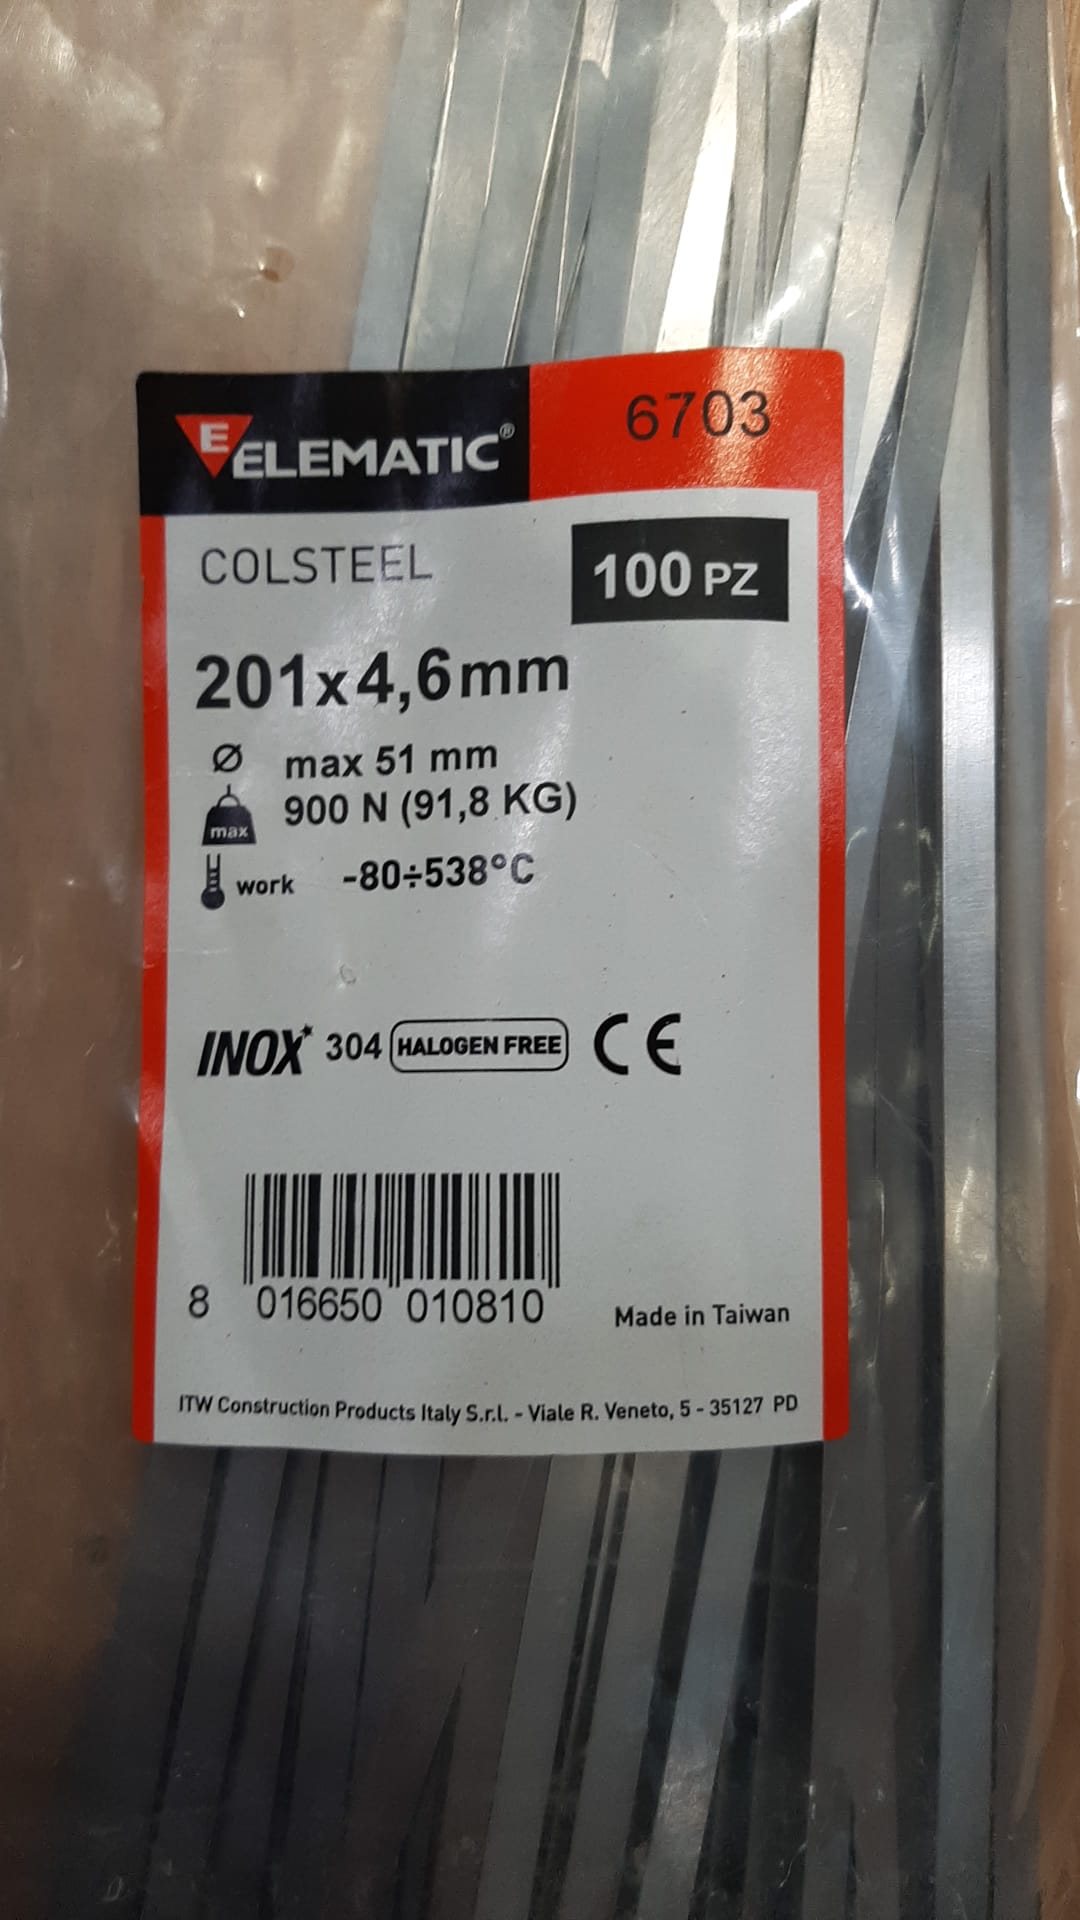 E ELEMATIC®
6703
COLSTEEL
100 PZ
201x4,6mm
Ø max 51 mm
max 900 N (91,8 KG)
work -80÷538°C
INOX* 304 HALOGEN FREE CE
8 016650 010810
Made in Taiwan
ITW Construction Products Italy S.r.l. - Viale R. Veneto, 5 - 35127 PD